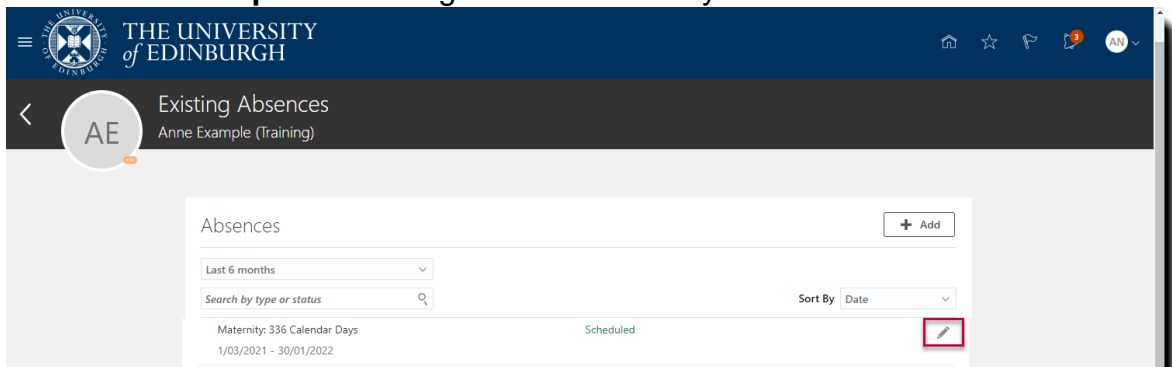 THE UNIVERSITY
of EDINBURGH
3
AN
Existing Absences
Anne Example (Training)
AE
Absences
+ Add
Last 6 months
Search by type or status
Sort By Date
Maternity: 336 Calendar Days
Scheduled
1/03/2021 - 30/01/2022